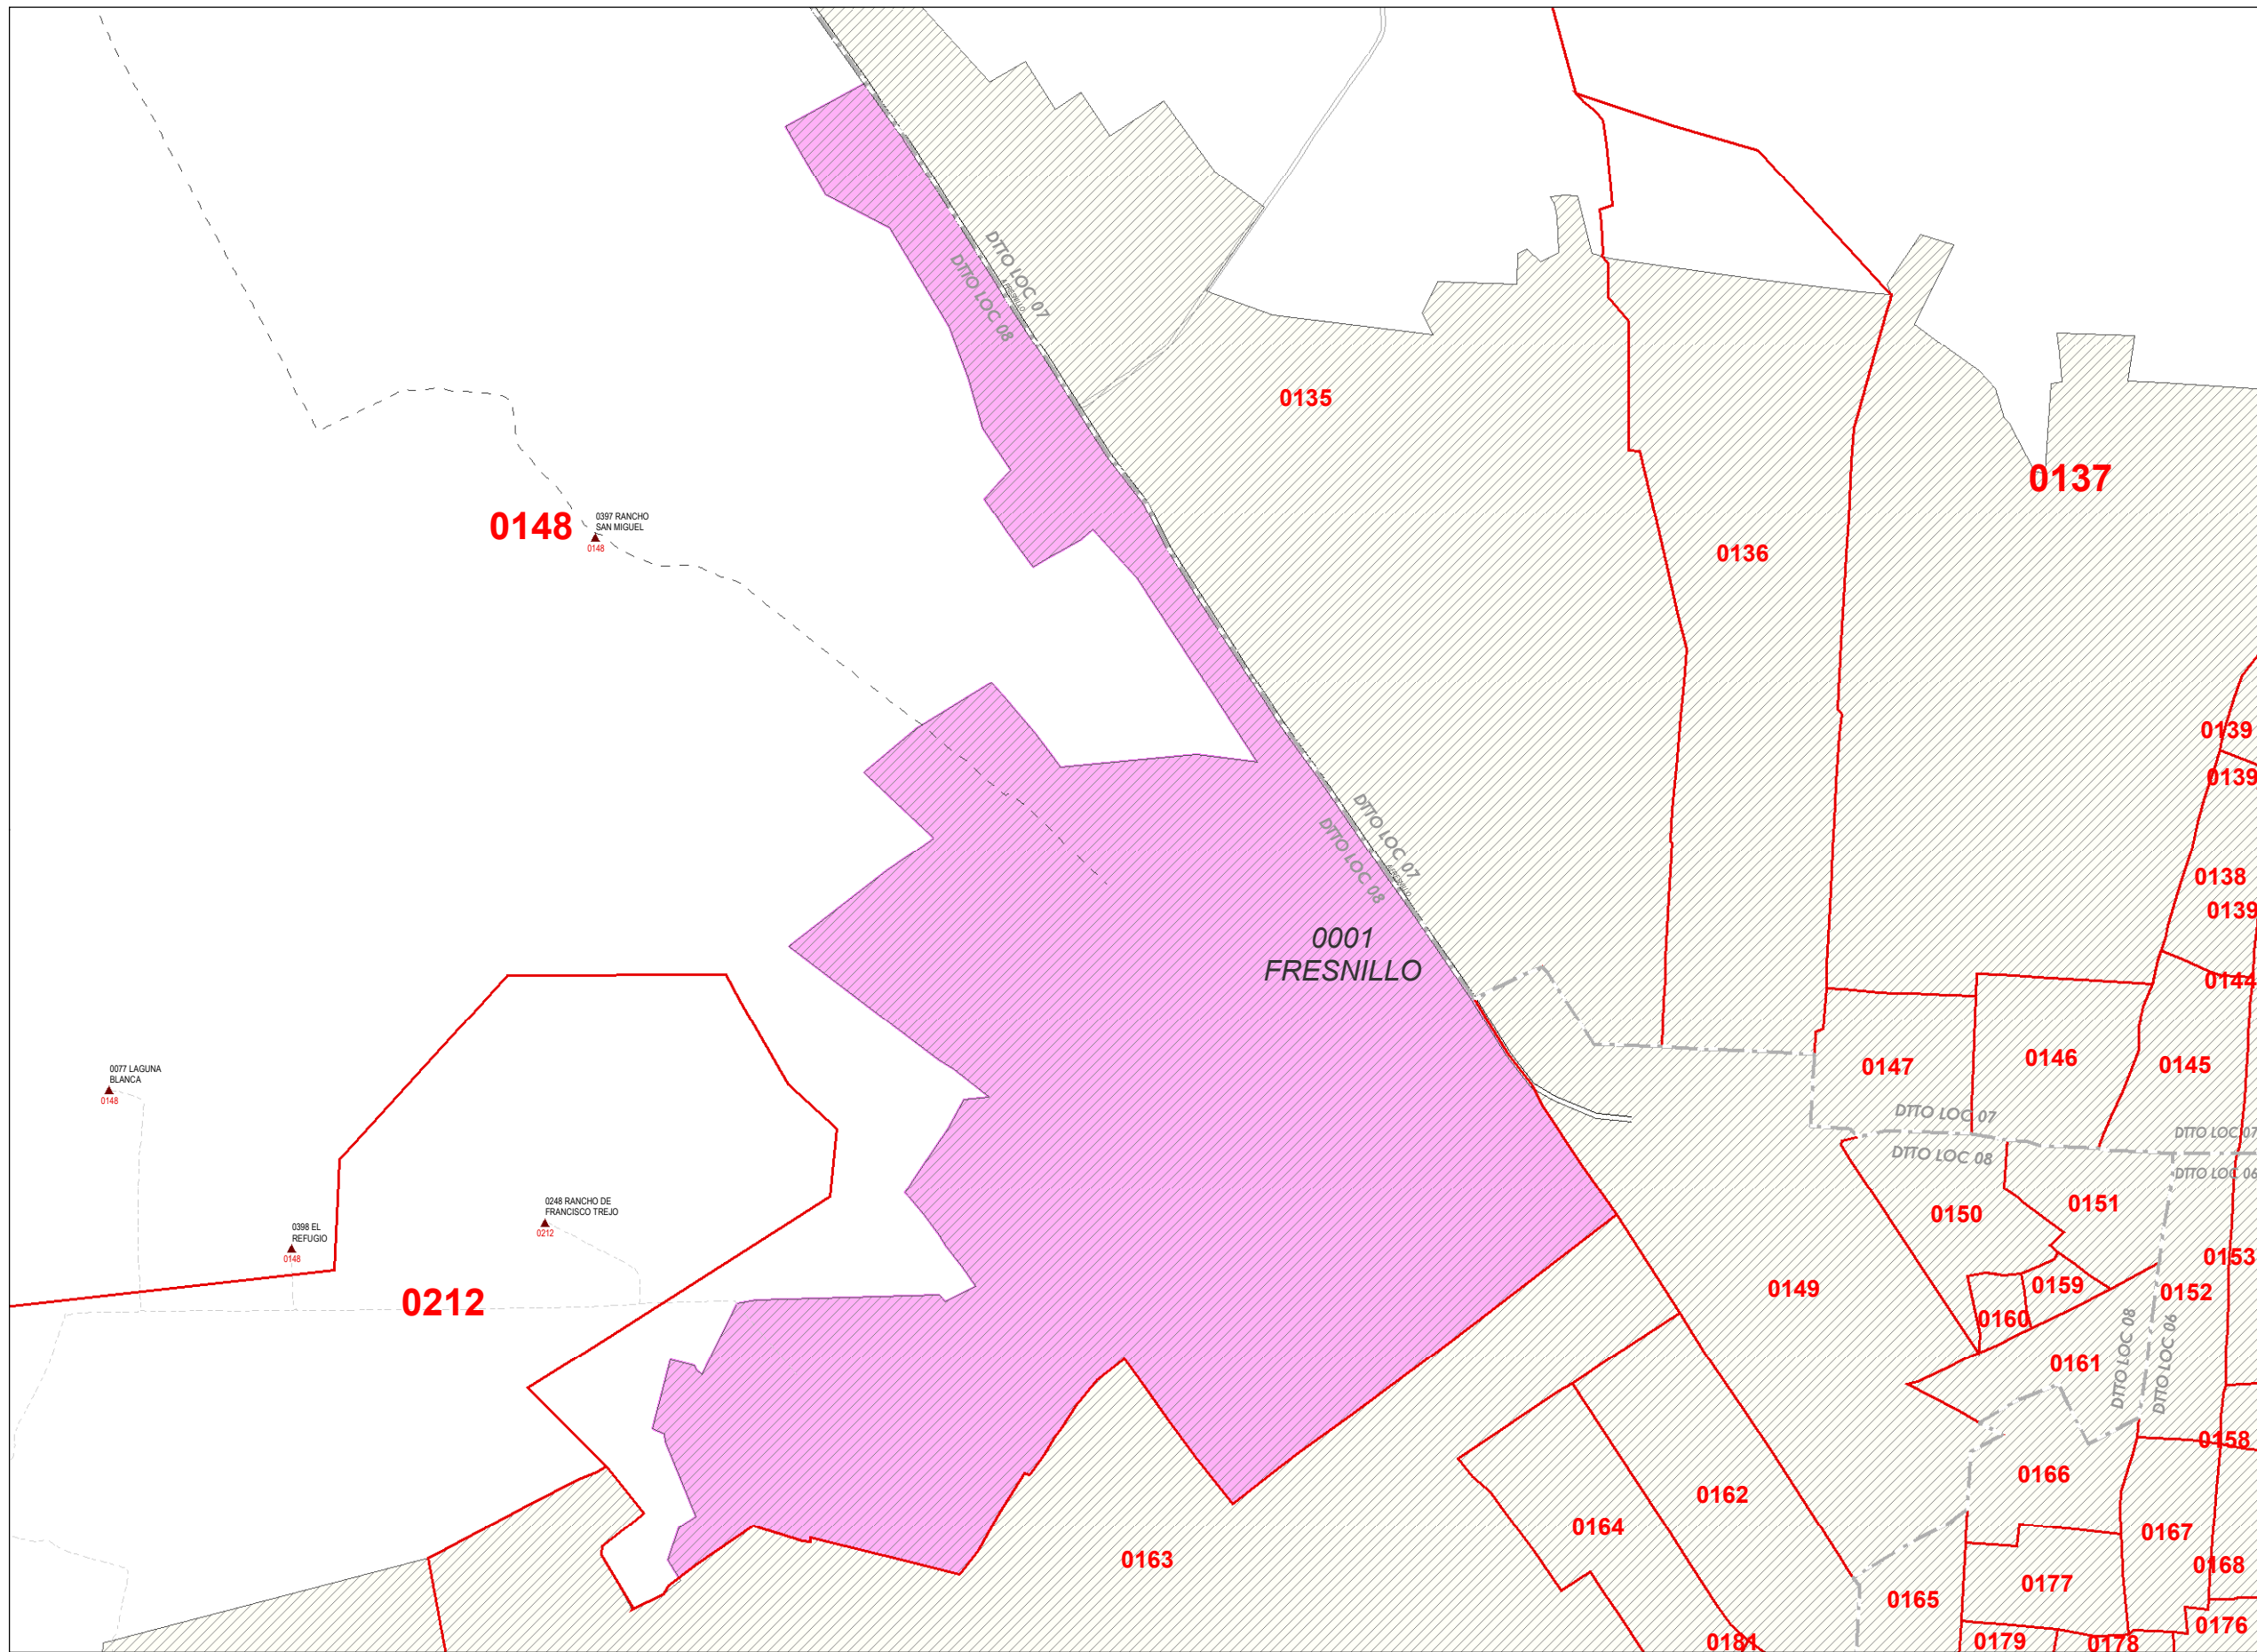 DTTO LOC 07
DTTO LOC 08
A FRESNILLO
0135
0137
0148
0397 RANCHO
SAN MIGUEL
0148
0136
0139
0139
DTTO LOC 07
DTTO LOC 08
A FRESNILLO
0138
0139
0001
FRESNILLO
0144
0147
0146
0145
0077 LAGUNA
BLANCA
0148
DTTO LOC 07
DTTO LOC 08
DTTO LOC 07
DTTO LOC 06
0248 RANCHO DE
FRANCISCO TREJO
0212
0398 EL
REFUGIO
0148
0212
0150
0151
0153
0149
0159
0152
0160
0161
DTTO LOC 08
DTTO LOC 06
0158
0166
0162
0164
0167
0163
0168
0177
0165
0176
0181
0179
0178